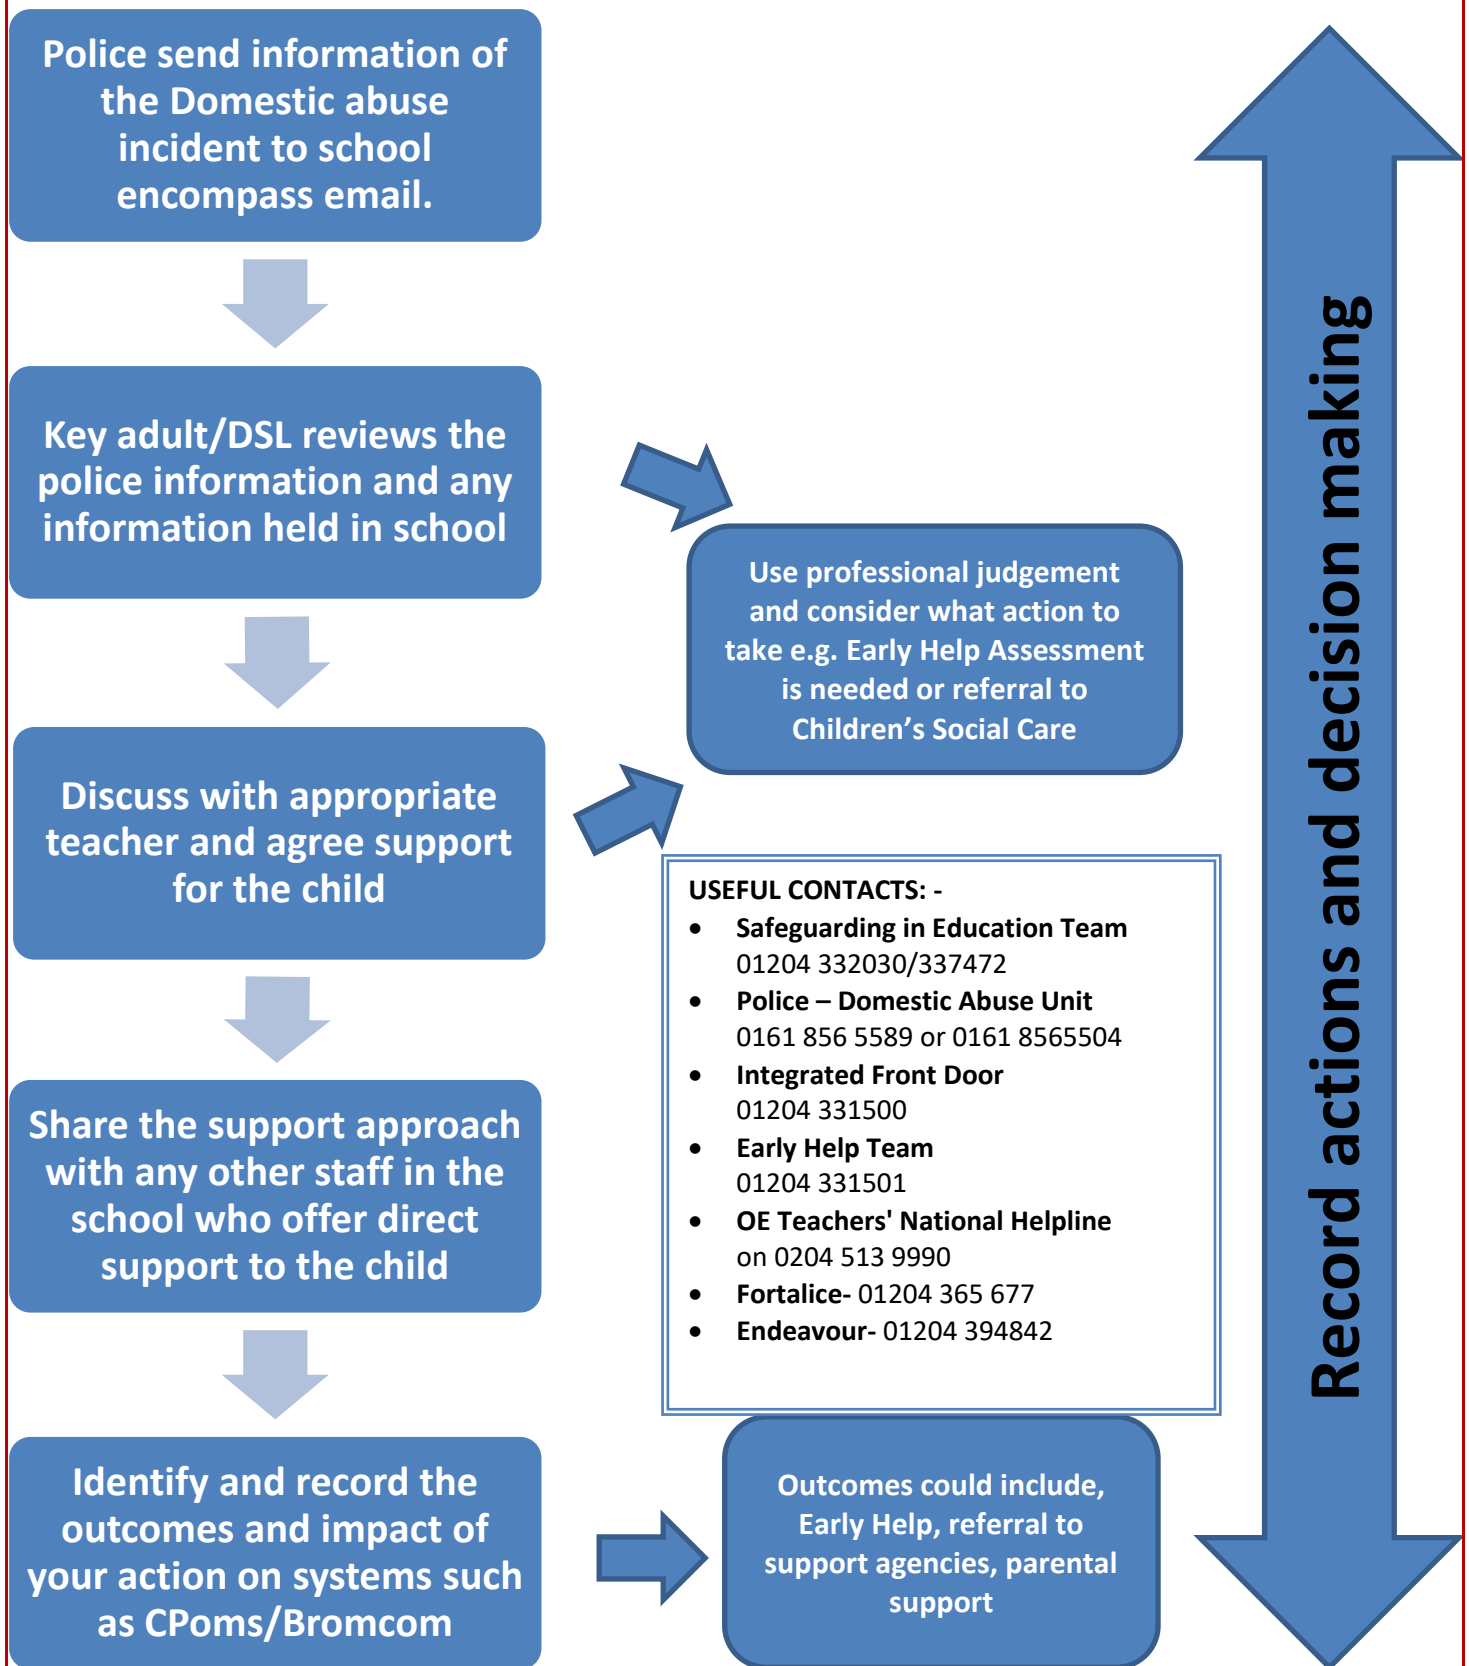 Police send information of
the Domestic abuse
incident to school
encompass email.
Key adult/DSL reviews the
police information and any
information held in school
Use professional judgement
and consider what action to
take e.g. Early Help Assessment
is needed or referral to
Children’s Social Care
Discuss with appropriate
teacher and agree support
for the child
USEFUL CONTACTS: -
• Safeguarding in Education Team
01204 332030/337472
• Police – Domestic Abuse Unit
0161 856 5589 or 0161 8565504
• Integrated Front Door
01204 331500
• Early Help Team
01204 331501
• OE Teachers' National Helpline
on 0204 513 9990
• Fortalice- 01204 365 677
• Endeavour- 01204 394842
Share the support approach
with any other staff in the
school who offer direct
support to the child
Identify and record the
outcomes and impact of
your action on systems such
as CPoms/Bromcom
Outcomes could include,
Early Help, referral to
support agencies, parental
support
Record actions and decision making